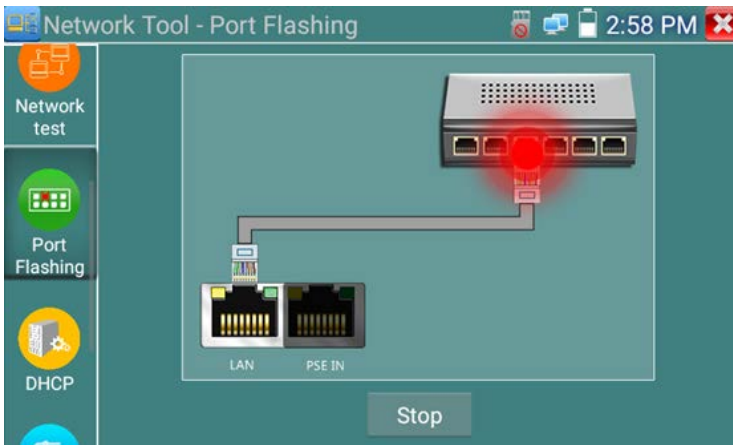 Network Tool - Port Flashing
2:58 PM
Network
test
Port
Flashing
DHCP
LAN
PSE IN
Stop